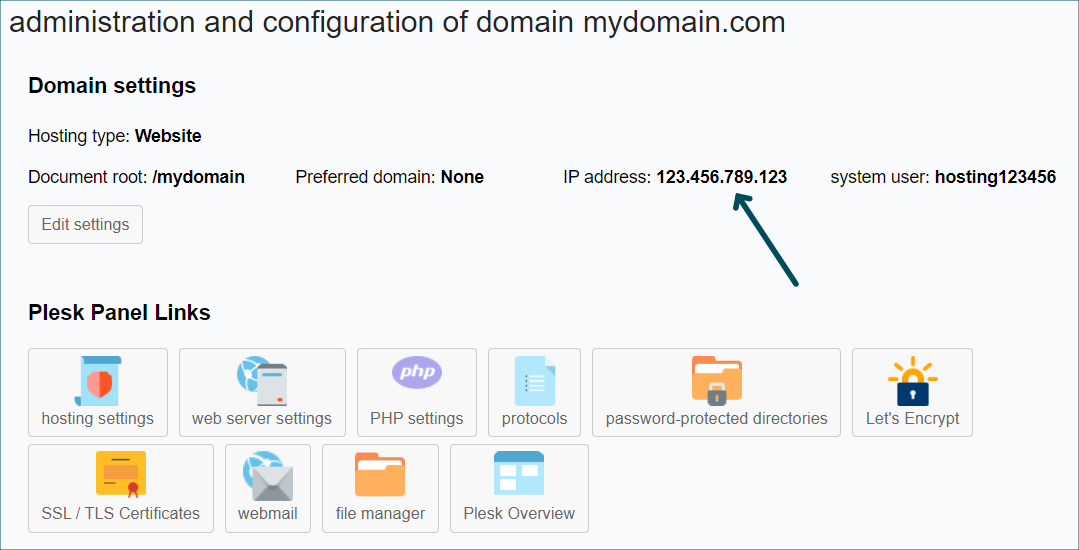 administration and configuration of domain mydomain.com
Domain settings
Hosting type: Website
Document root: /mydomain Preferred domain: None IP address: 123.456.789.123 system user: hosting123456
Edit settings
Plesk Panel Links
php
hosting settings web server settings PHP settings protocols password-protected directories Let's Encrypt
SSL / TLS Certificates webmail file manager Plesk Overview